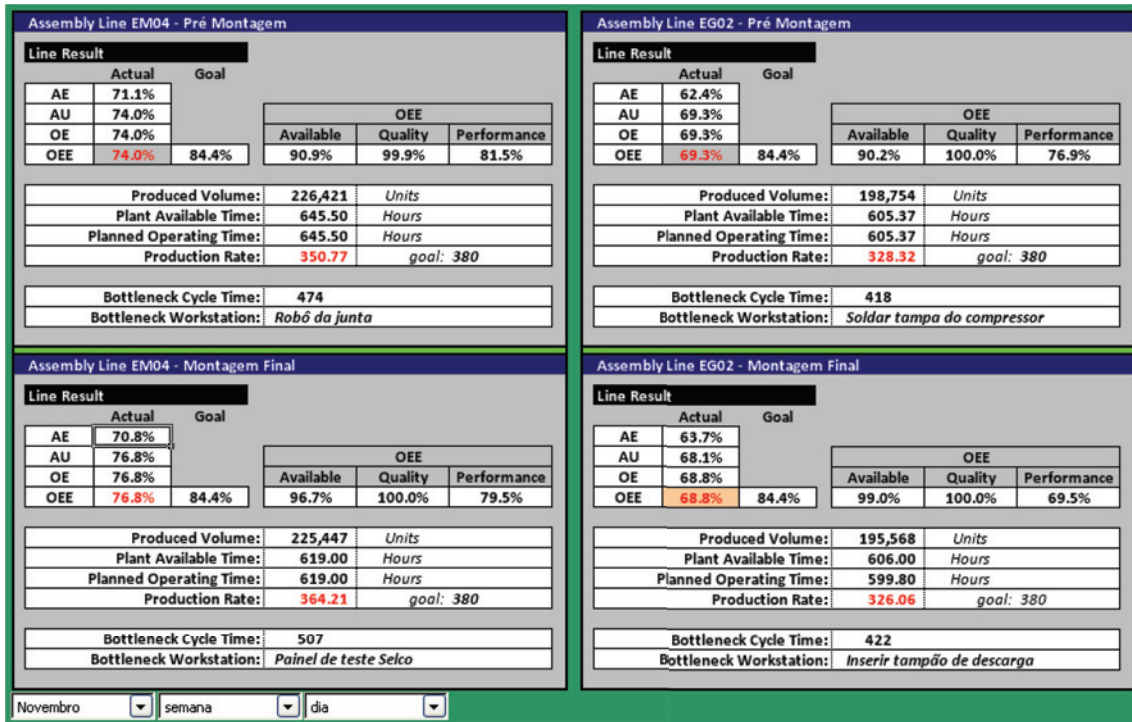 Assembly Line EM04 - Pré Montagem
Line Result
Actual Goal
AE 71.1%
AU 74.0% OEE
OE 74.0% Available Quality Performance
OEE 74.0% 84.4% 90.9% 99.9% 81.5%
Produced Volume: 226,421 Units
Plant Available Time: 645.50 Hours
Planned Operating Time: 645.50 Hours
Production Rate: 350.77 goal: 380
Bottleneck Cycle Time: 474
Bottleneck Workstation: Robô da junta
Assembly Line EG02 - Pré Montagem
Line Result
Actual Goal
AE 62.4%
AU 69.3% OEE
OE 69.3% Available Quality Performance
OEE 69.3% 84.4% 90.2% 100.0% 76.9%
Produced Volume: 198,754 Units
Plant Available Time: 605.37 Hours
Planned Operating Time: 605.37 Hours
Production Rate: 328.32 goal: 380
Bottleneck Cycle Time: 418
Bottleneck Workstation: Soldar tampa do compressor
Assembly Line EM04 - Montagem Final
Line Result
Actual Goal
AE 70.8%
AU 76.8% OEE
OE 76.8% Available Quality Performance
OEE 76.8% 84.4% 96.7% 100.0% 79.5%
Produced Volume: 225,447 Units
Plant Available Time: 619.00 Hours
Planned Operating Time: 619.00 Hours
Production Rate: 364.21 goal: 380
Bottleneck Cycle Time: 507
Bottleneck Workstation: Painel de teste Selco
Assembly Line EG02 - Montagem Final
Line Result
Actual Goal
AE 63.7%
AU 68.1% OEE
OE 68.8% Available Quality Performance
OEE 68.8% 84.4% 99.0% 100.0% 69.5%
Produced Volume: 195,568 Units
Plant Available Time: 606.00 Hours
Planned Operating Time: 599.80 Hours
Production Rate: 326.06 goal: 380
Bottleneck Cycle Time: 422
Bottleneck Workstation: Inserir tampão de descarga
Novembro semana dia